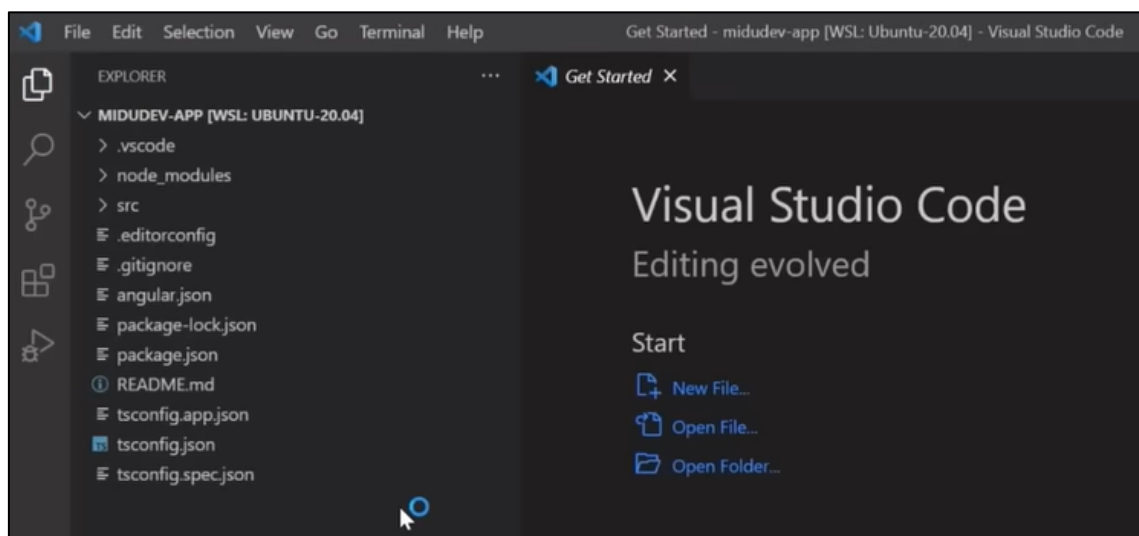 File Edit Selection View Go Terminal Help
Get Started - midudev-app [WSL: Ubuntu-20.04] - Visual Studio Code
EXPLORER
Get Started
MIDUDEV-APP [WSL: UBUNTU-20.04]
.vscode
node_modules
src
.editorconfig
.gitignore
angular.json
package-lock.json
package.json
README.md
tsconfig.app.json
TS tsconfig.json
tsconfig.spec.json
Visual Studio Code
Editing evolved
Start
New File...
Open File...
Open Folder...